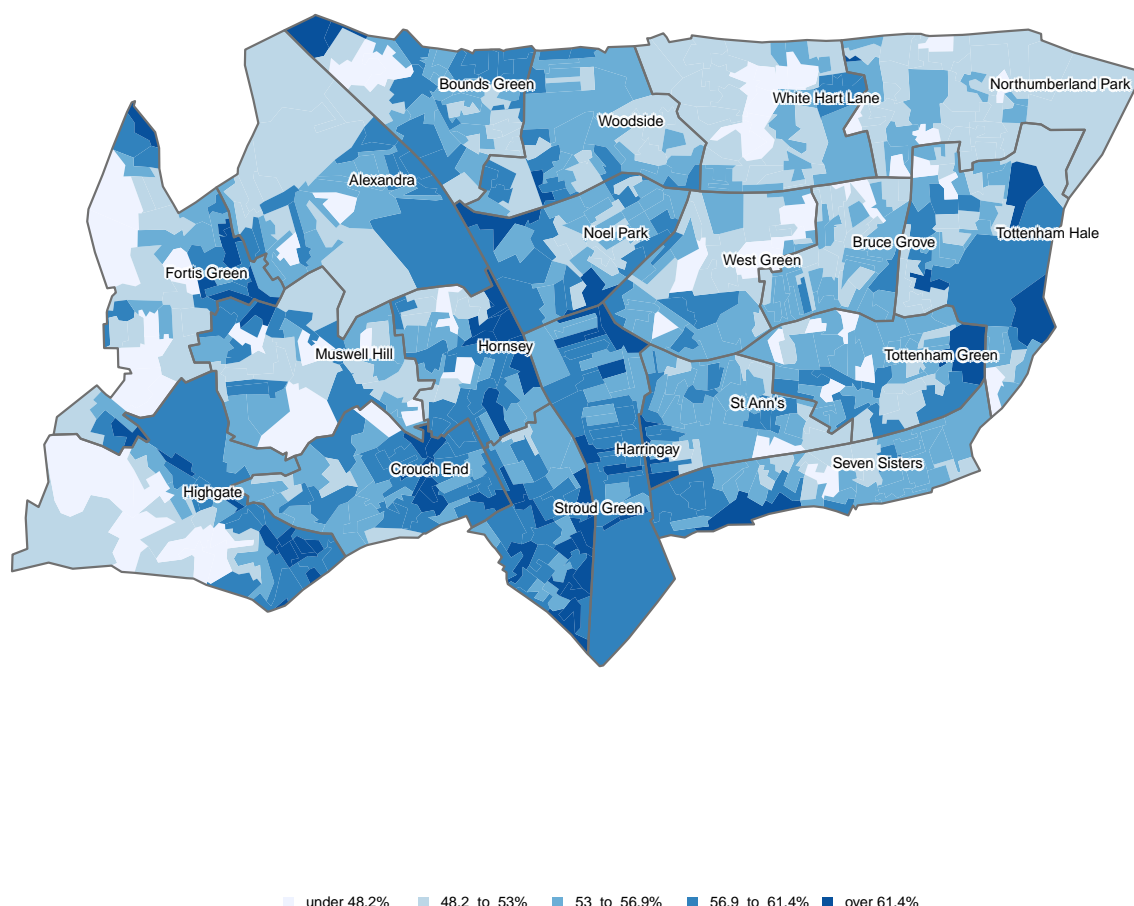 Bounds Green
Northumberland Park
White Hart Lane
Woodside
Alexandra
Noel Park
Tottenham Hale
Bruce Grove
West Green
Fortis Green
Hornsey
Muswell Hill
Tottenham Green
St Ann's
Harringay
Seven Sisters
Crouch End
Highgate
Stroud Green
under 48.2% 48.2 to 53% 53 to 56.9% 56.9 to 61.4% over 61.4%